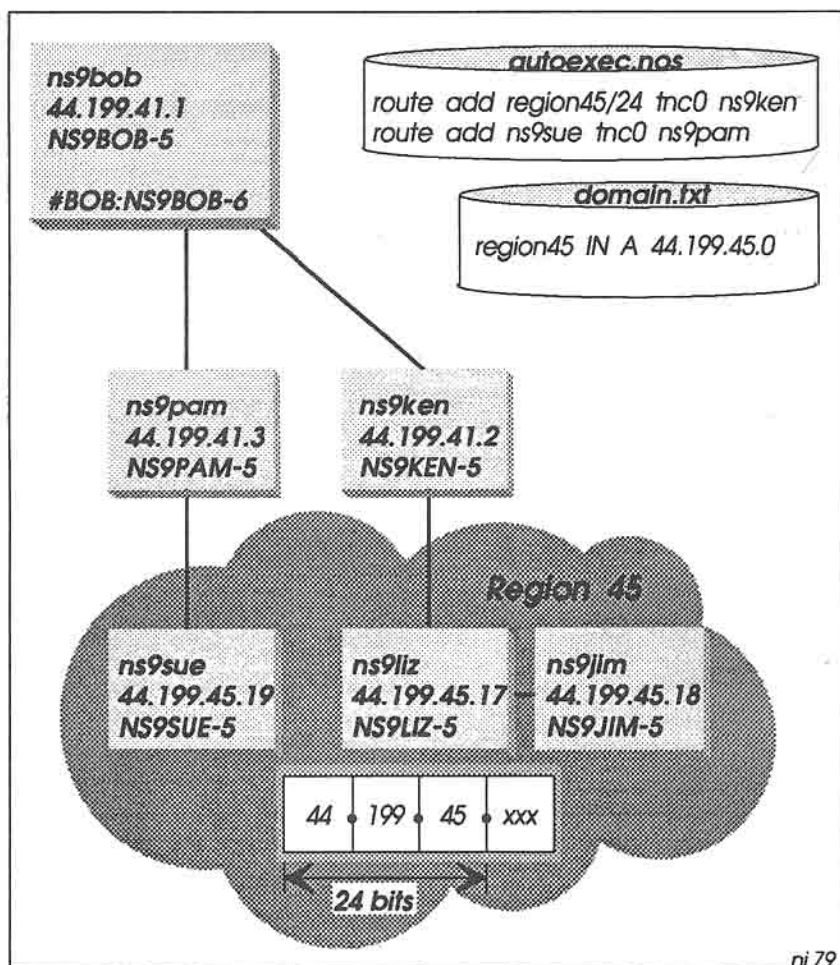 ns9bob
44.199.41.1
NS9BOB-5
#BOB:NS9BOB-6
autoexec.nos
route add region45/24 tnc0 ns9ken
route add ns9sue tnc0 ns9pam
domain.txt
region45 IN A 44.199.45.0
ns9pam
44.199.41.3
NS9PAM-5
ns9ken
44.199.41.2
NS9KEN-5
Region 45
ns9sue
44.199.45.19
NS9SUE-5
ns9liz
44.199.45.17
NS9LIZ-5
ns9jim
44.199.45.18
NS9JIM-5
44 . 199 . 45 . xxx
24 bits
ni 79